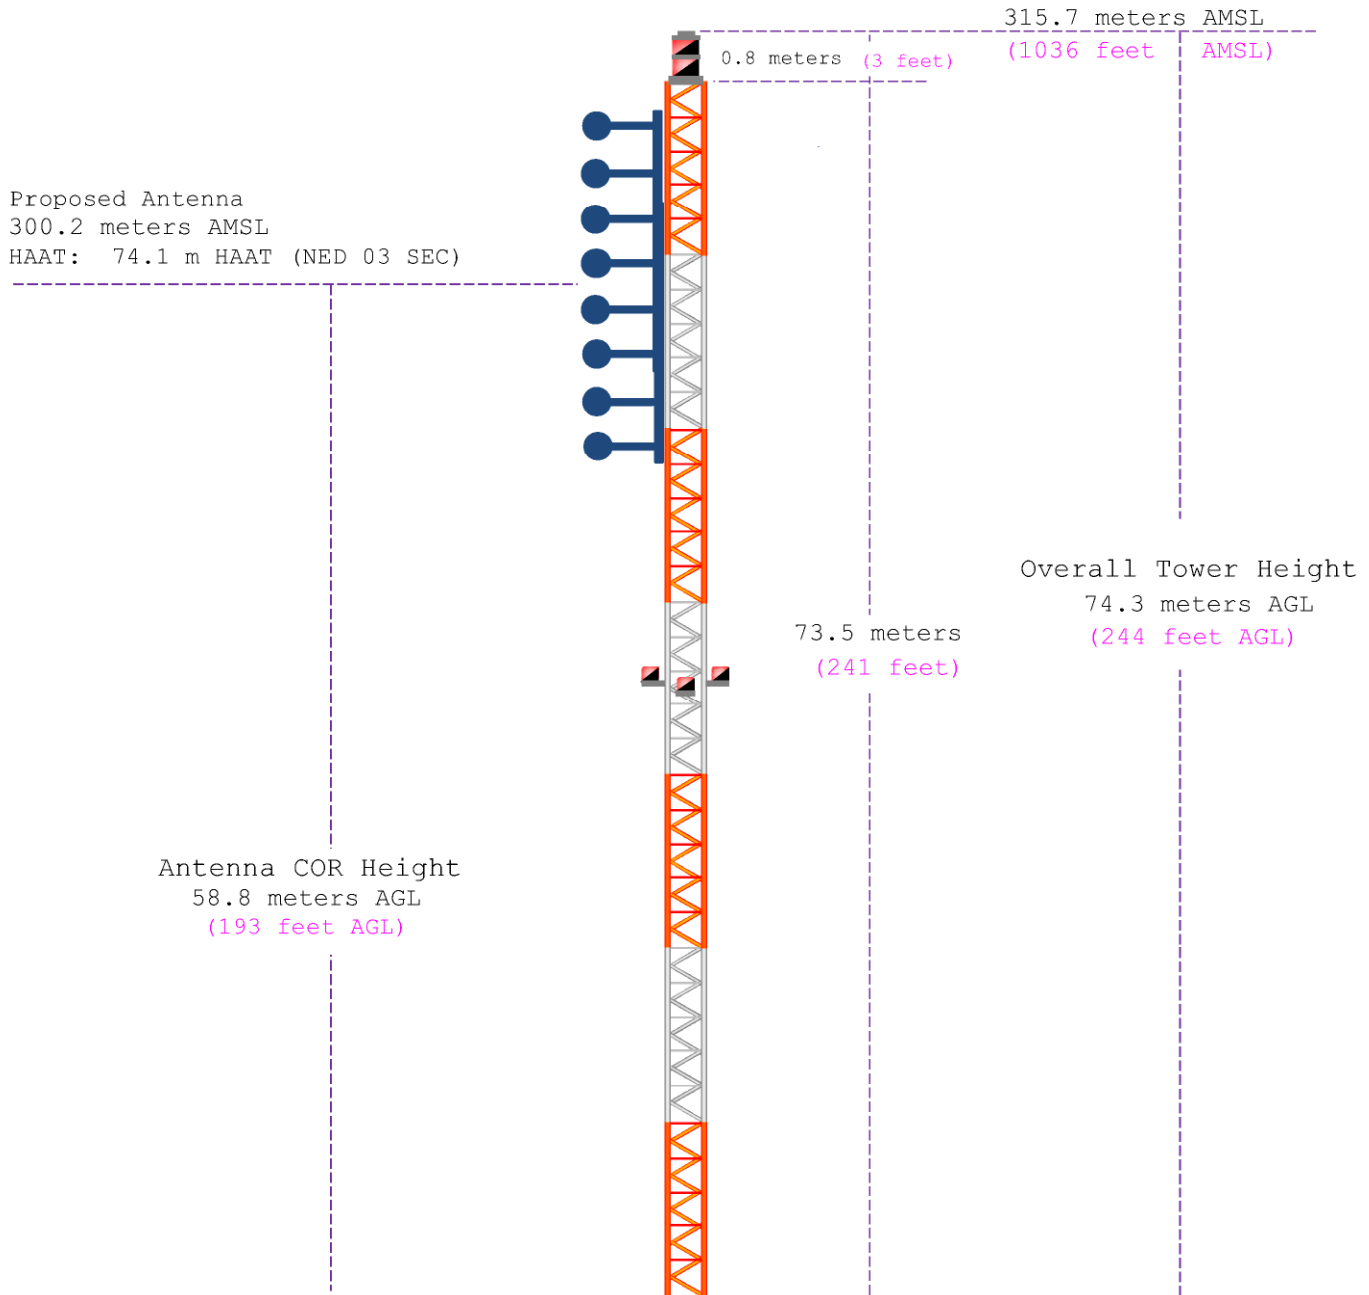 315.7 meters AMSL
(1036 feet AMSL)
0.8 meters (3 feet)
Proposed Antenna
300.2 meters AMSL
HAAT: 74.1 m HAAT (NED 03 SEC)
Overall Tower Height
74.3 meters AGL
(244 feet AGL)
73.5 meters
(241 feet)
Antenna COR Height
58.8 meters AGL
(193 feet AGL)